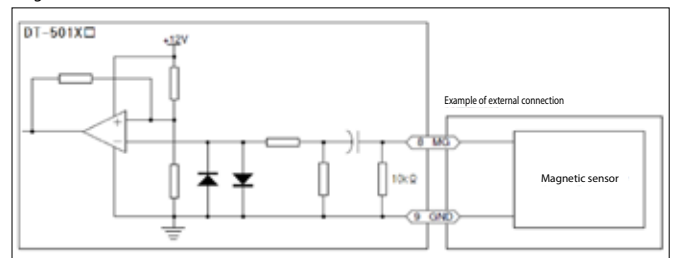 DT-501X□
+12V
Example of external connection
8 MG
Magnetic sensor
10kΩ
9 GND